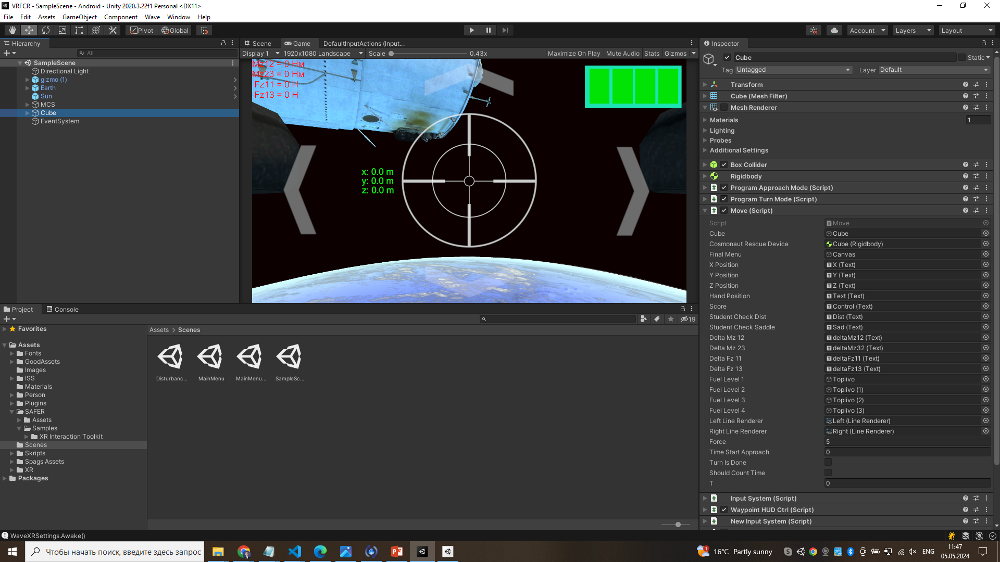 VRFCR - SampleScene - Android - Unity 2020.3.22f1 Personal <DX11>
File Edit Assets GameObject Component Wave Window Help
Pivot Global Account Layers Layout
Hierarchy
All
SampleScene
Directional Light
gizmo (1)
Earth
Sun
MCS
Cube
EventSystem
Scene Game DefaultInputActions (Input...
Display 1 1920x1080 Landscape Scale 0.43x Maximize On Play Mute Audio Stats Gizmos
Mz12 = 0 Нм
Mz23 = 0 Нм
Fz11 = 0 Н
Fz13 = 0 Н
x: 0.0 m
y: 0.0 m
z: 0.0 m
Inspector
Cube Static
Tag Untagged Layer Default
Transform
Cube (Mesh Filter)
Mesh Renderer
Materials 1
Lighting
Probes
Additional Settings
Box Collider
Rigidbody
Program Approach Mode (Script)
Program Turn Mode (Script)
Move (Script)
Script Move
Cube Cube
Cosmonaut Rescue Device Cube (Rigidbody)
Final Menu Canvas
X Position X (Text)
Y Position Y (Text)
Z Position Z (Text)
Hand Position Text (Text)
Score Control (Text)
Student Check Dist Dist (Text)
Student Check Saddle Sad (Text)
Delta Mz 12 deltaMz12 (Text)
Delta Mz 23 deltaMz32 (Text)
Delta Fz 11 deltaFz11 (Text)
Delta Fz 13 deltaFz13 (Text)
Fuel Level 1 Toplivo
Fuel Level 2 Toplivo (1)
Fuel Level 3 Toplivo (2)
Fuel Level 4 Toplivo (3)
Left Line Renderer Left (Line Renderer)
Right Line Renderer Right (Line Renderer)
Force 5
Time Start Approach 0
Turn Is Done
Should Count Time
T 0
Input System (Script)
Waypoint HUD Ctrl (Script)
New Input System (Script)
Project Console
19
Favorites
Assets
Fonts
GoodAssets
Images
ISS
Materials
Person
Plugins
SAFER
Assets
Samples
XR Interaction Toolkit
Scenes
Skripts
Spags Assets
XR
Packages
Assets > Scenes
Disturbanc... MainMenu MainMenu... SampleSc...
WaveXRSettings.Awake()
Чтобы начать поиск, введите здесь запрос
1
16°C Partly sunny
ENG
11:47
05.05.2024